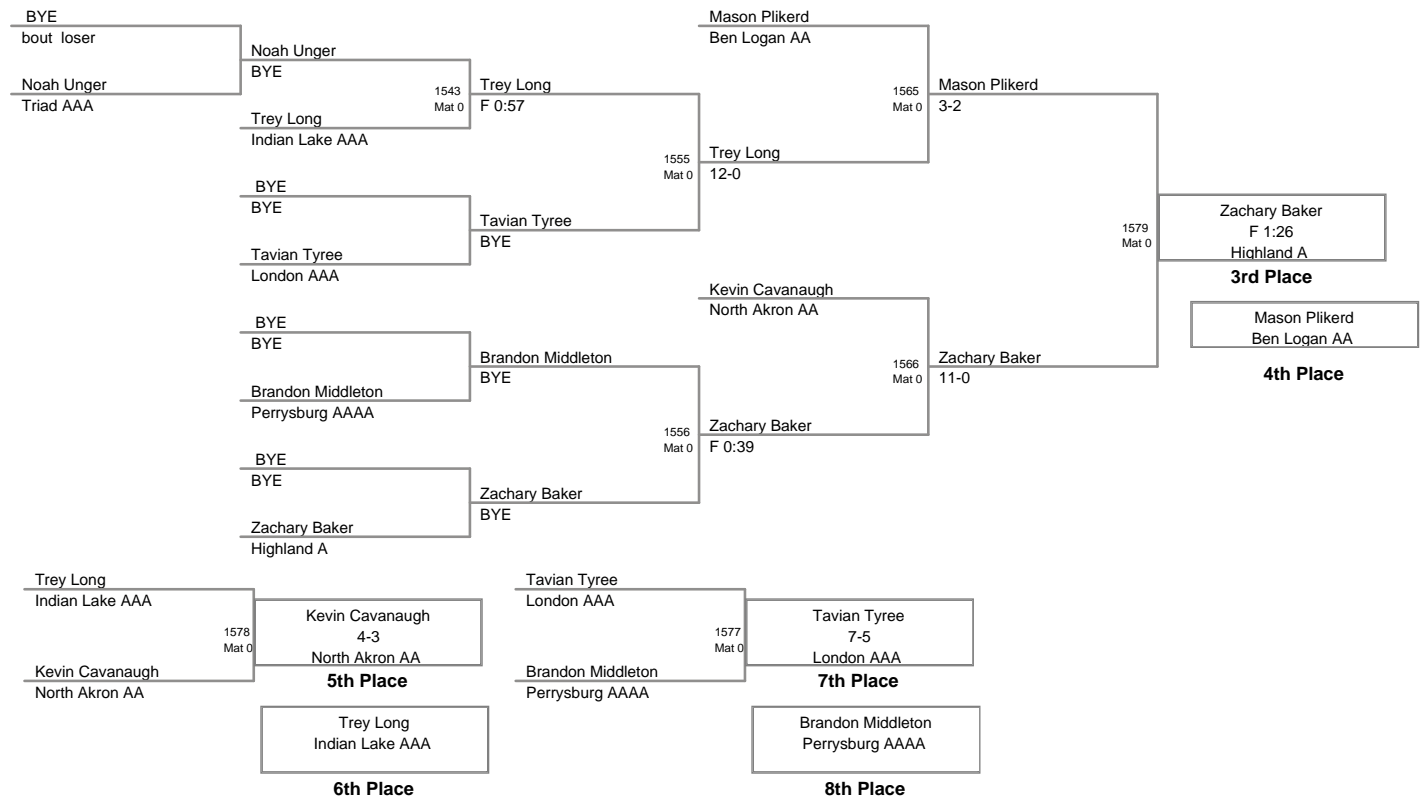 BYE
bout loser
Noah Unger
Triad AAA
Noah Unger
BYE
Trey Long
Indian Lake AAA
1543
Mat 0
Trey Long
F 0:57
BYE
BYE
Tavian Tyree
London AAA
Tavian Tyree
BYE
1555
Mat 0
Trey Long
12-0
Mason Plikerd
Ben Logan AA
1565
Mat 0
Mason Plikerd
3-2
BYE
BYE
Brandon Middleton
Perrysburg AAAA
Brandon Middleton
BYE
BYE
BYE
Zachary Baker
Highland A
Zachary Baker
BYE
1556
Mat 0
Zachary Baker
F 0:39
Kevin Cavanaugh
North Akron AA
1566
Mat 0
Zachary Baker
11-0
1579
Mat 0
Zachary Baker
F 1:26
Highland A
3rd Place
Mason Plikerd
Ben Logan AA
4th Place
Trey Long
Indian Lake AAA
Kevin Cavanaugh
North Akron AA
1578
Mat 0
Kevin Cavanaugh
4-3
North Akron AA
5th Place
Trey Long
Indian Lake AAA
6th Place
Tavian Tyree
London AAA
Brandon Middleton
Perrysburg AAAA
1577
Mat 0
Tavian Tyree
7-5
London AAA
7th Place
Brandon Middleton
Perrysburg AAAA
8th Place